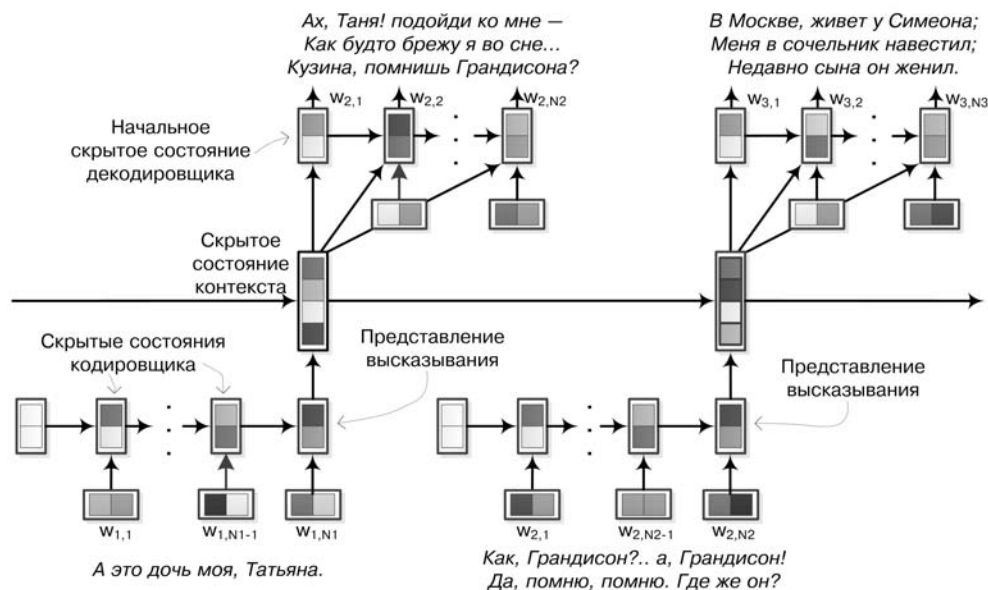 Ах, Таня! подойди ко мне —
Как будто брежу я во сне...
Кузина, помнишь Грандисона?
В Москве, живет у Симеона;
Меня в сочельник навестил;
Недавно сына он женил.
w2,1
w2,2
w2,N2
w3,1
w3,2
w3,N3
Начальное
скрытое состояние
декодировщика
Скрытое
состояние
контекста
Скрытые состояния
кодировщика
Представление
высказывания
Представление
высказывания
w1,1
w1,N1-1
w1,N1
w2,1
w2,N2-1
w2,N2
А это дочь моя, Татьяна.
Как, Грандисон?.. а, Грандисон!
Да, помню, помню. Где же он?